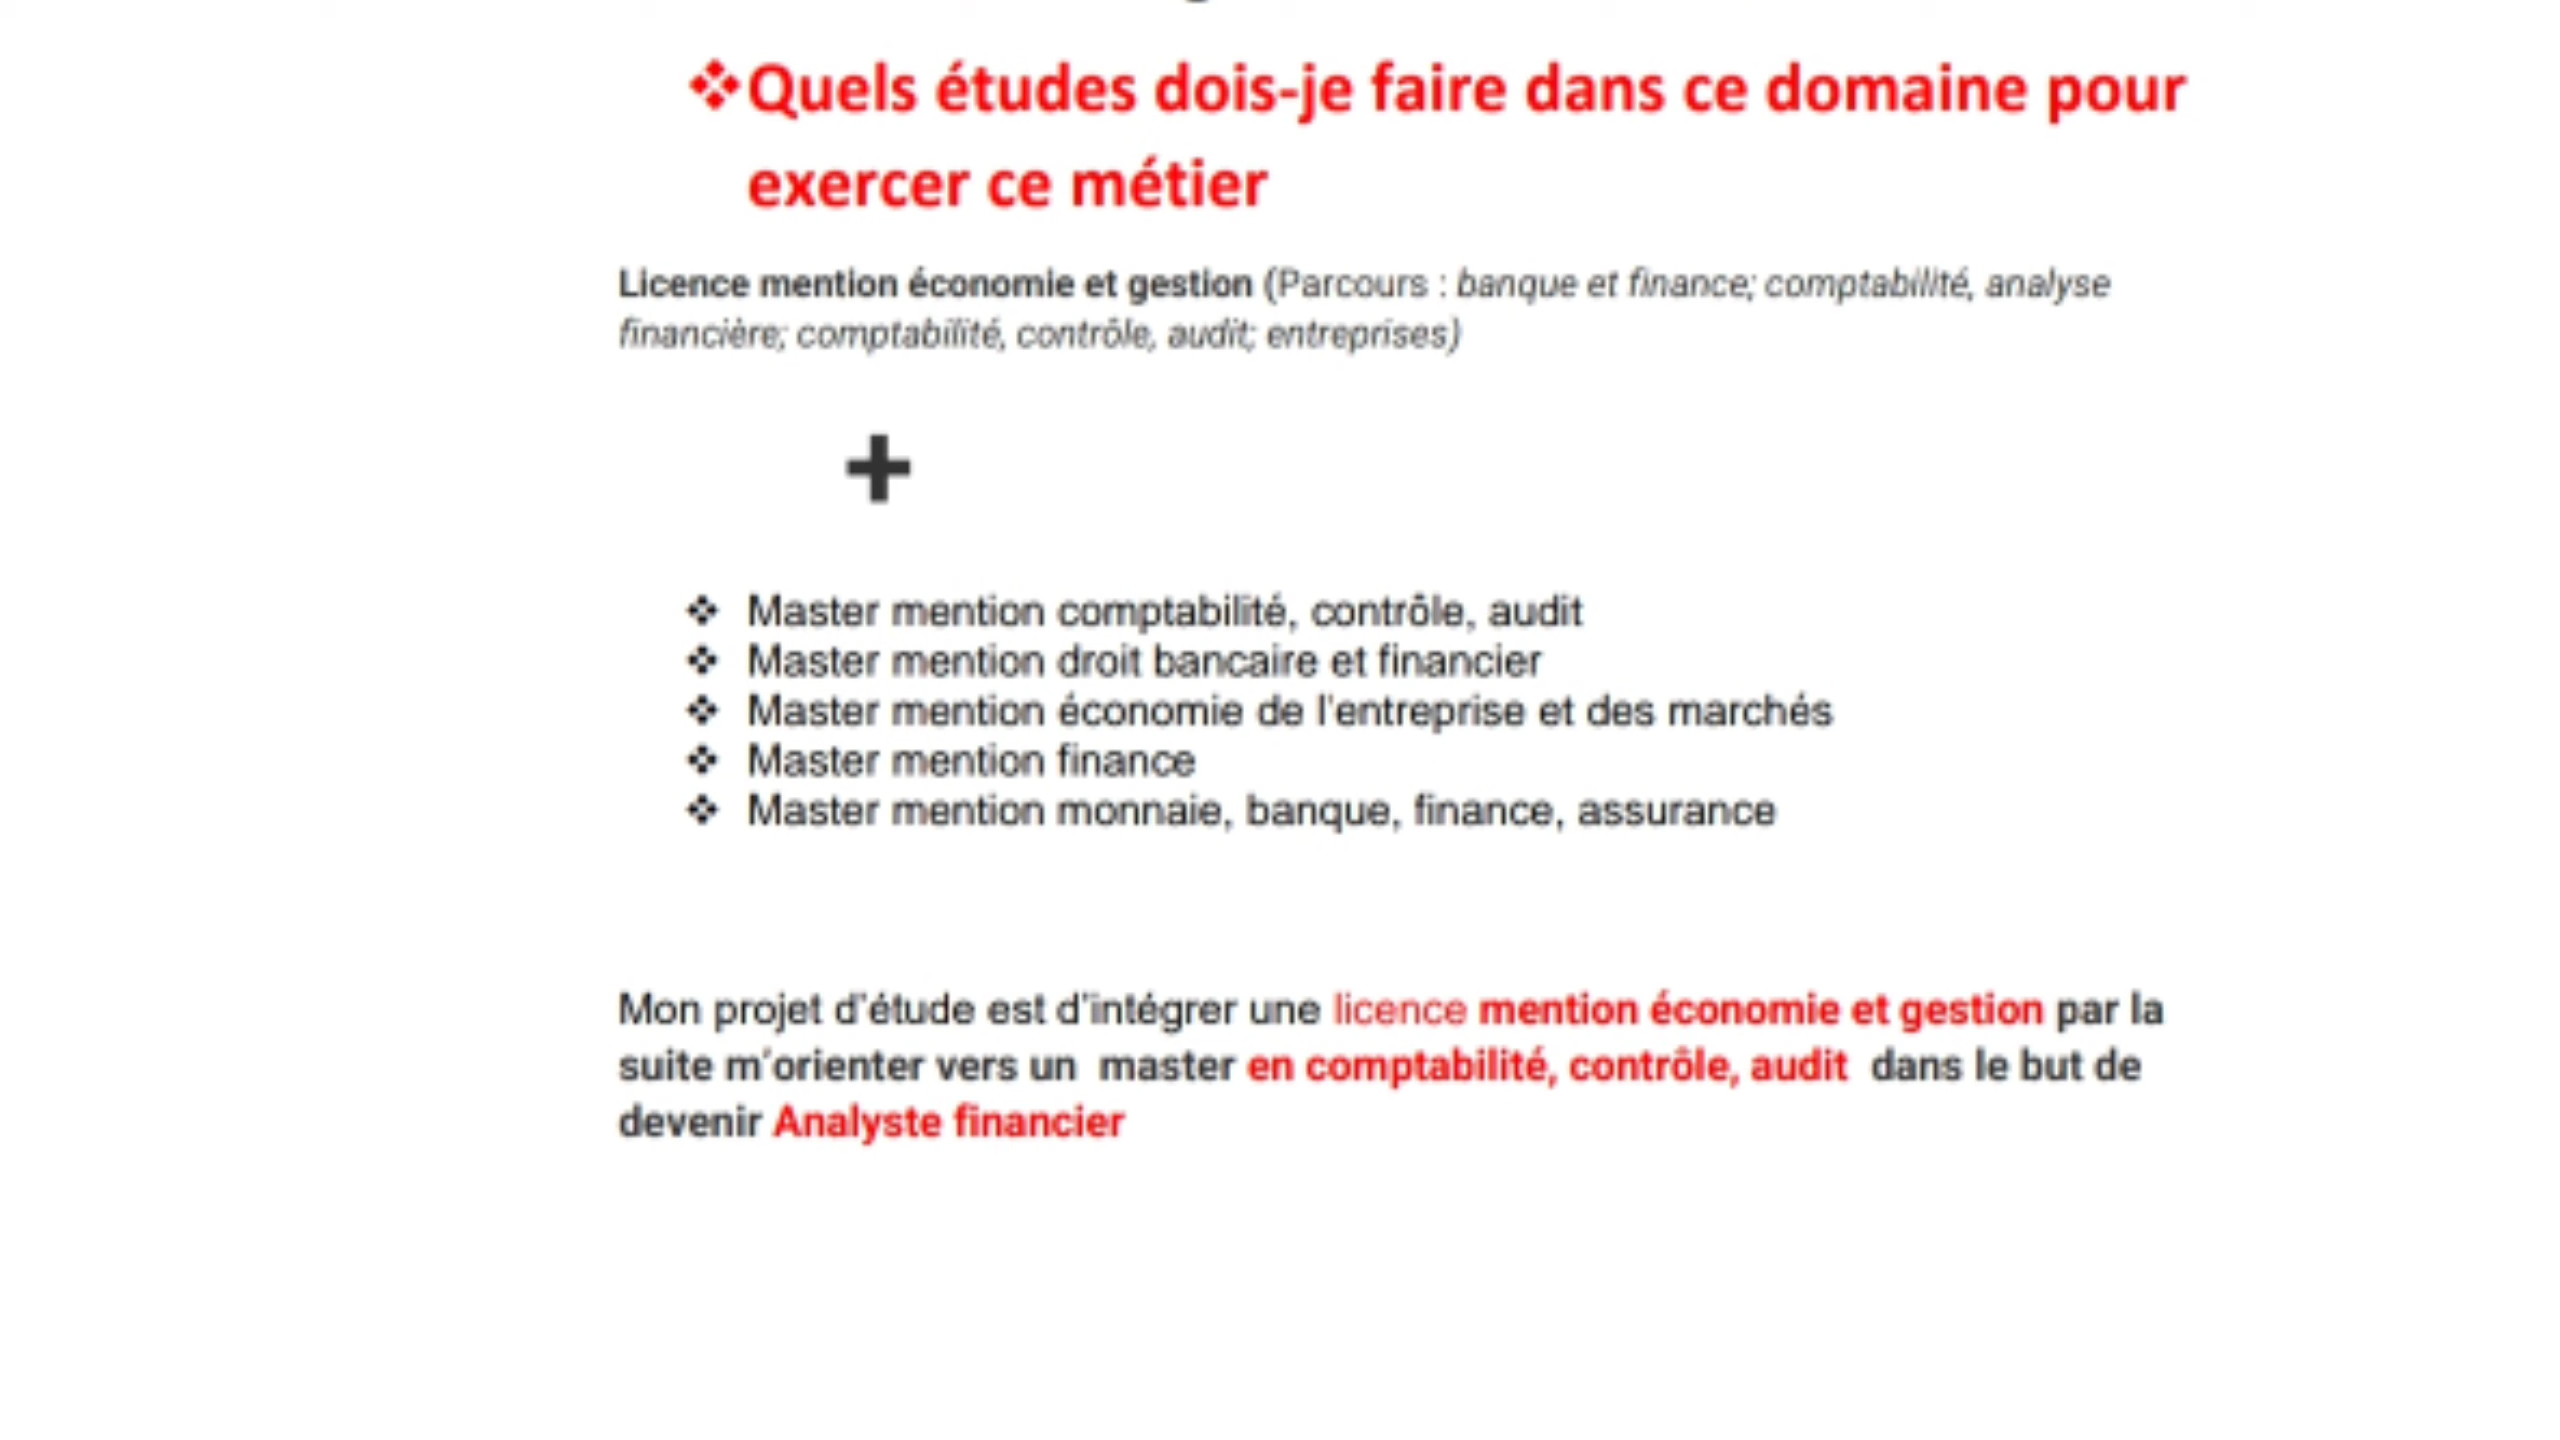 ❖Quels études dois-je faire dans ce domaine pour
exercer ce métier
Licence mention économie et gestion (Parcours : banque et finance; comptabilité, analyse
financière; comptabilité, contrôle, audit; entreprises)
+
❖ Master mention comptabilité, contrôle, audit
❖ Master mention droit bancaire et financier
❖ Master mention économie de l'entreprise et des marchés
❖ Master mention finance
❖ Master mention monnaie, banque, finance, assurance
Mon projet d'étude est d'intégrer une licence mention économie et gestion par la
suite m'orienter vers un master en comptabilité, contrôle, audit dans le but de
devenir Analyste financier